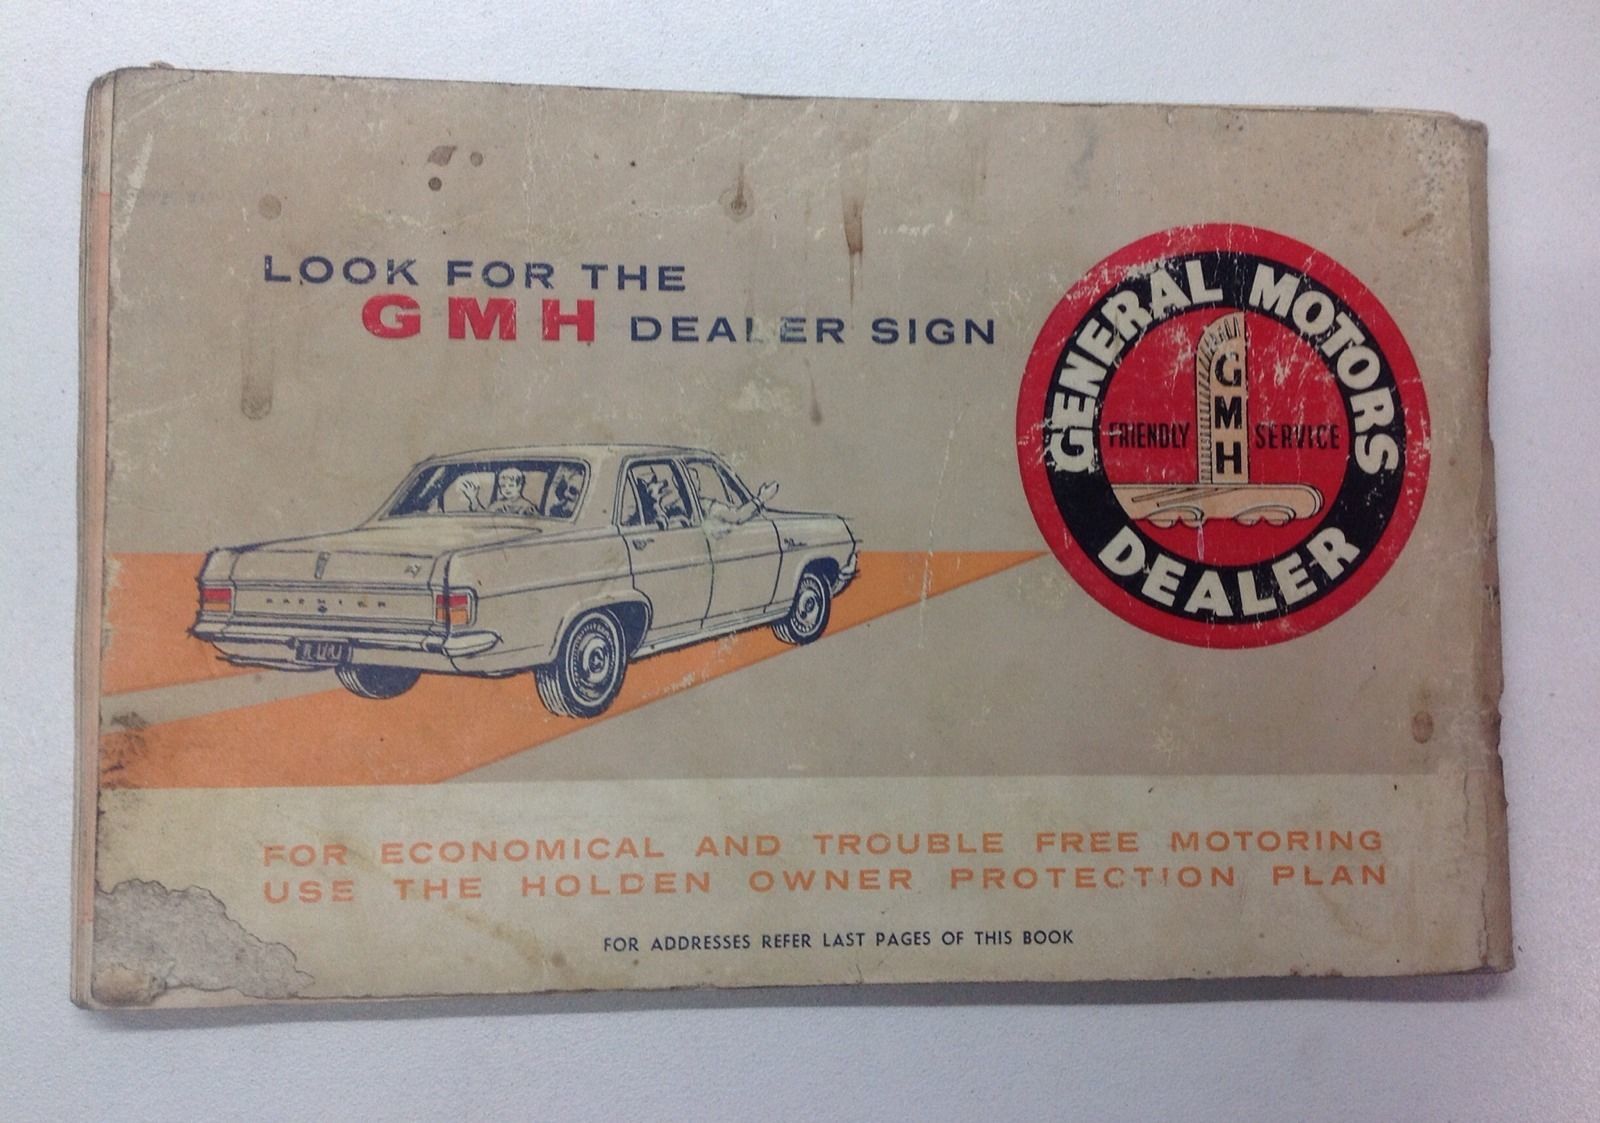 LOOK FOR THE
GMH DEALER SIGN
GENERAL MOTORS
GMH
FRIENDLY SERVICE
DEALER
PREMIER
FOR ECONOMICAL AND TROUBLE FREE MOTORING
USE THE HOLDEN OWNER PROTECTION PLAN
FOR ADDRESSES REFER LAST PAGES OF THIS BOOK